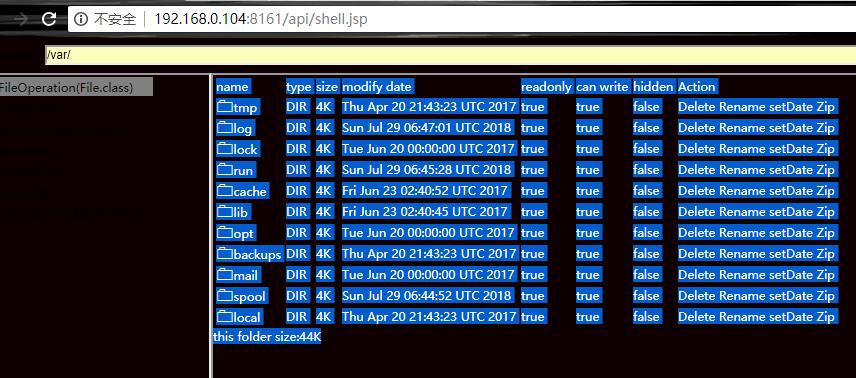 不安全 192.168.0.104:8161/api/shell.jsp
/var/
FileOperation(File.class)
name type size modify date readonly can write hidden Action
tmp DIR 4K Thu Apr 20 21:43:23 UTC 2017 true true false Delete Rename setDate Zip
log DIR 4K Sun Jul 29 06:47:01 UTC 2018 true true false Delete Rename setDate Zip
lock DIR 4K Tue Jun 20 00:00:00 UTC 2017 true true false Delete Rename setDate Zip
run DIR 4K Sun Jul 29 06:45:28 UTC 2018 true true false Delete Rename setDate Zip
cache DIR 4K Fri Jun 23 02:40:52 UTC 2017 true true false Delete Rename setDate Zip
lib DIR 4K Fri Jun 23 02:40:45 UTC 2017 true true false Delete Rename setDate Zip
opt DIR 4K Tue Jun 20 00:00:00 UTC 2017 true true false Delete Rename setDate Zip
backups DIR 4K Thu Apr 20 21:43:23 UTC 2017 true true false Delete Rename setDate Zip
mail DIR 4K Tue Jun 20 00:00:00 UTC 2017 true true false Delete Rename setDate Zip
spool DIR 4K Sun Jul 29 06:44:52 UTC 2018 true true false Delete Rename setDate Zip
local DIR 4K Thu Apr 20 21:43:23 UTC 2017 true true false Delete Rename setDate Zip
this folder size:44K